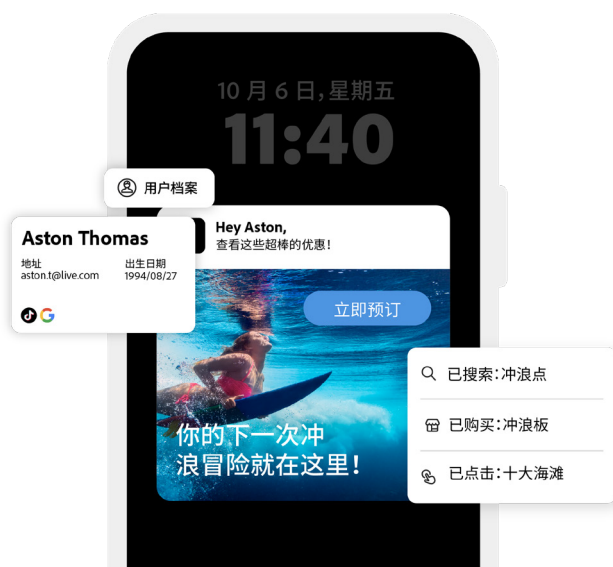 10 月 6 日，星期五
11:40
用户档案
Aston Thomas
地址
aston.t@live.com
出生日期
1994/08/27
Hey Aston,
查看这些超棒的优惠！
立即预订
你的下一次冲
浪冒险就在这里！
已搜索：冲浪点
已购买：冲浪板
已点击：十大海滩